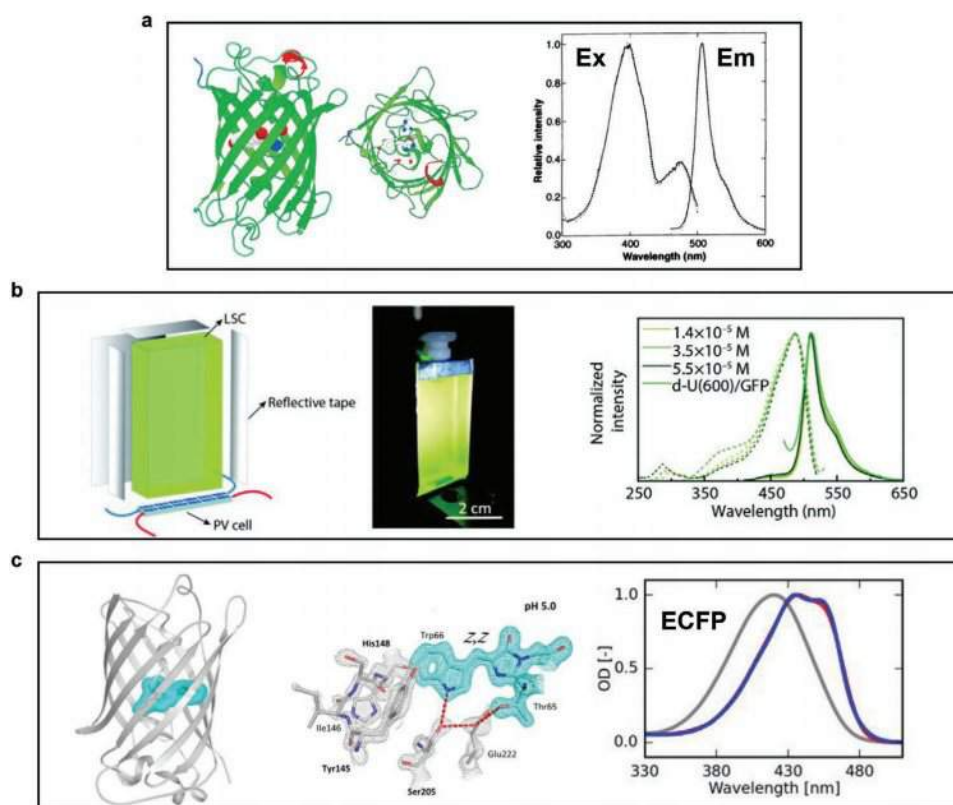 a
Ex
Em
Relative intensity
1.0
0.8
0.6
0.4
0.2
0.0
300
400
500
600
Wavelength (nm)
b
LSC
Reflective tape
PV cell
2 cm
1.4×10⁻⁵ M
3.5×10⁻⁵ M
5.5×10⁻⁵ M
d-U(600)/GFP
Normalized
intensity
250
350
450
550
650
Wavelength (nm)
c
pH 5.0
Trp66
z,z
His148
Thr65
Ile146
Glu222
Tyr145
Ser205
ECFP
OD [-]
1.0
0.5
0.0
330
380
430
480
Wavelength [nm]